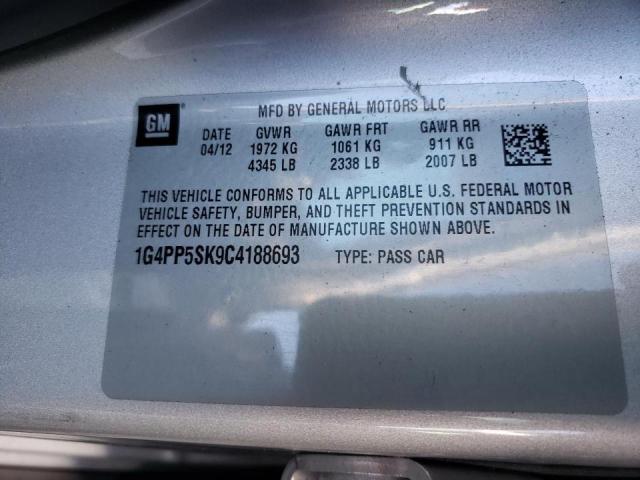 GM
MFD BY GENERAL MOTORS LLC
DATE GVWR GAWR FRT GAWR RR
04/12 1972 KG 1061 KG 911 KG
4345 LB 2338 LB 2007 LB
THIS VEHICLE CONFORMS TO ALL APPLICABLE U.S. FEDERAL MOTOR
VEHICLE SAFETY, BUMPER, AND THEFT PREVENTION STANDARDS IN
EFFECT ON THE DATE OF MANUFACTURE SHOWN ABOVE.
1G4PP5SK9C4188693 TYPE: PASS CAR